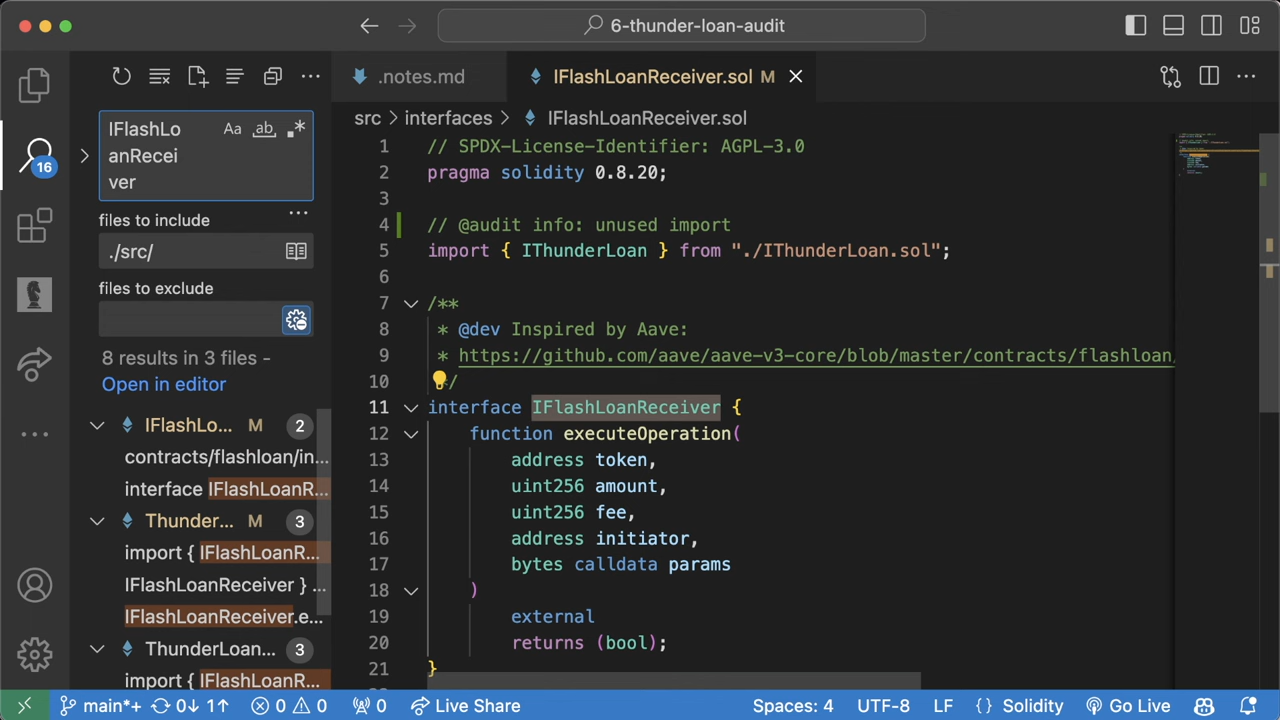 6-thunder-loan-audit
.notes.md
IFlashLoanReceiver.sol M
src > interfaces > IFlashLoanReceiver.sol
IFlashLo
anRecei
ver
Aa ab
16
files to include
./src/
files to exclude
8 results in 3 files -
Open in editor
IFlashLo... M 2
contracts/flashloan/in...
interface IFlashLoanR...
Thunder... M 3
import { IFlashLoanR...
IFlashLoanReceiver } ...
IFlashLoanReceiver.e...
ThunderLoan... 3
import { IFlashLoanR...
1 // SPDX-License-Identifier: AGPL-3.0
2 pragma solidity 0.8.20;
3
4 // @audit info: unused import
5 import { IThunderLoan } from "./IThunderLoan.sol";
6
7 /**
8 * @dev Inspired by Aave:
9 * https://github.com/aave/aave-v3-core/blob/master/contracts/flashloan/
10 */
11 interface IFlashLoanReceiver {
12 function executeOperation(
13 address token,
14 uint256 amount,
15 uint256 fee,
16 address initiator,
17 bytes calldata params
18 )
19 external
20 returns (bool);
21 }
main*+ 0↓ 1↑ 0 0 0 Live Share Spaces: 4 UTF-8 LF {} Solidity Go Live